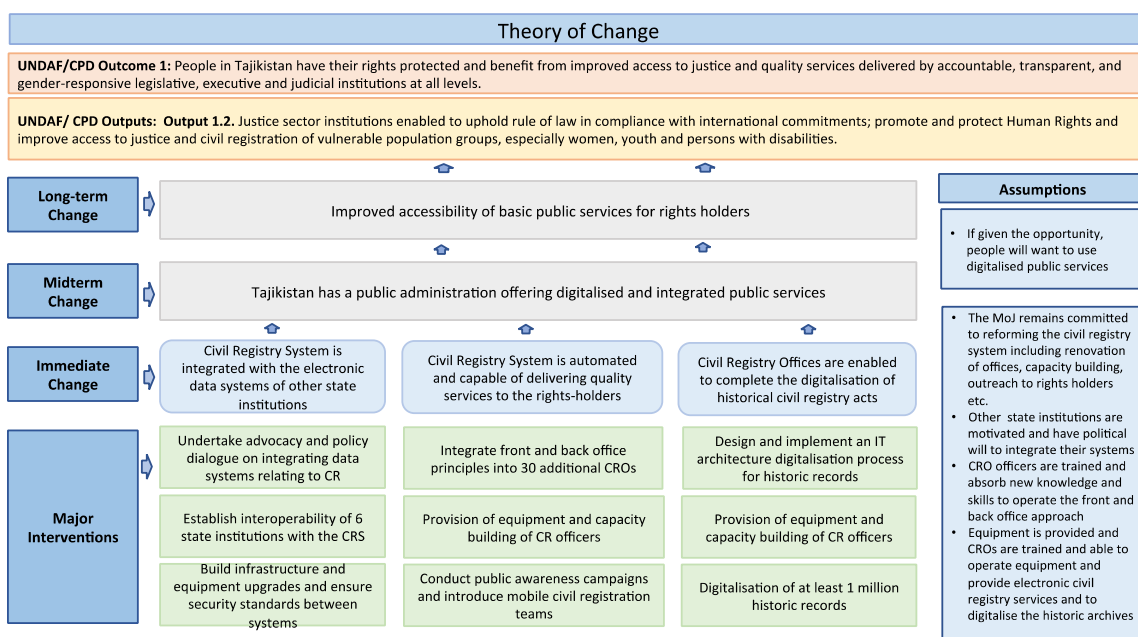 Theory of Change
UNDAF/CPD Outcome 1: People in Tajikistan have their rights protected and benefit from improved access to justice and quality services delivered by accountable, transparent, and
gender-responsive legislative, executive and judicial institutions at all levels.
UNDAF/ CPD Outputs: Output 1.2. Justice sector institutions enabled to uphold rule of law in compliance with international commitments; promote and protect Human Rights and
improve access to justice and civil registration of vulnerable population groups, especially women, youth and persons with disabilities.
Long-term
Change
Improved accessibility of basic public services for rights holders
Midterm
Change
Tajikistan has a public administration offering digitalised and integrated public services
Immediate
Change
Civil Registry System is
integrated with the electronic
data systems of other state
institutions
Civil Registry System is automated
and capable of delivering quality
services to the rights-holders
Civil Registry Offices are enabled
to complete the digitalisation of
historical civil registry acts
Major
Interventions
Undertake advocacy and policy
dialogue on integrating data
systems relating to CR
Integrate front and back office
principles into 30 additional CROs
Design and implement an IT
architecture digitalisation process
for historic records
Establish interoperability of 6
state institutions with the CRS
Provision of equipment and capacity
building of CR officers
Provision of equipment and
capacity building of CR officers
Build infrastructure and
equipment upgrades and ensure
security standards between
systems
Conduct public awareness campaigns
and introduce mobile civil registration
teams
Digitalisation of at least 1 million
historic records
Assumptions
• If given the opportunity,
people will want to use
digitalised public services
• The MoJ remains committed
to reforming the civil registry
system including renovation
of offices, capacity building,
outreach to rights holders
etc.
• Other state institutions are
motivated and have political
will to integrate their systems
• CRO officers are trained and
absorb new knowledge and
skills to operate the front and
back office approach
• Equipment is provided and
CROs are trained and able to
operate equipment and
provide electronic civil
registry services and to
digitalise the historic archives